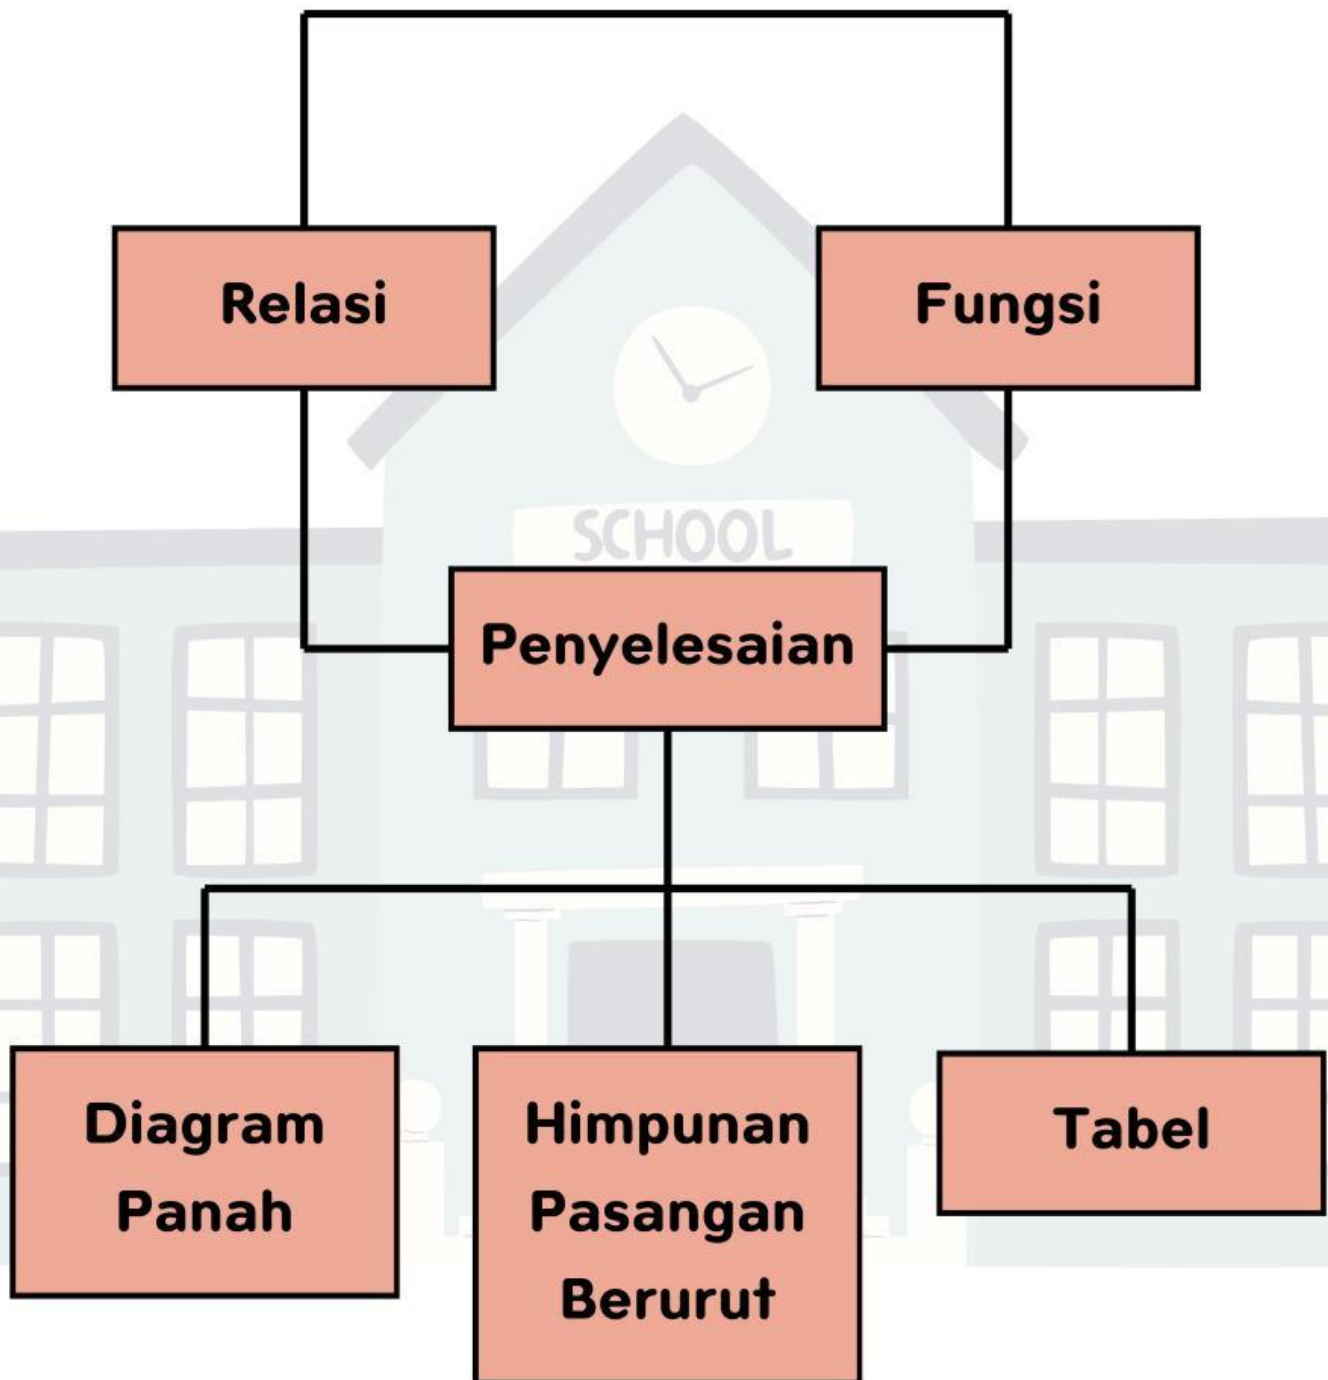 Relasi
Fungsi
SCHOOL
Penyelesaian
Diagram
Panah
Himpunan
Pasangan
Berurut
Tabel